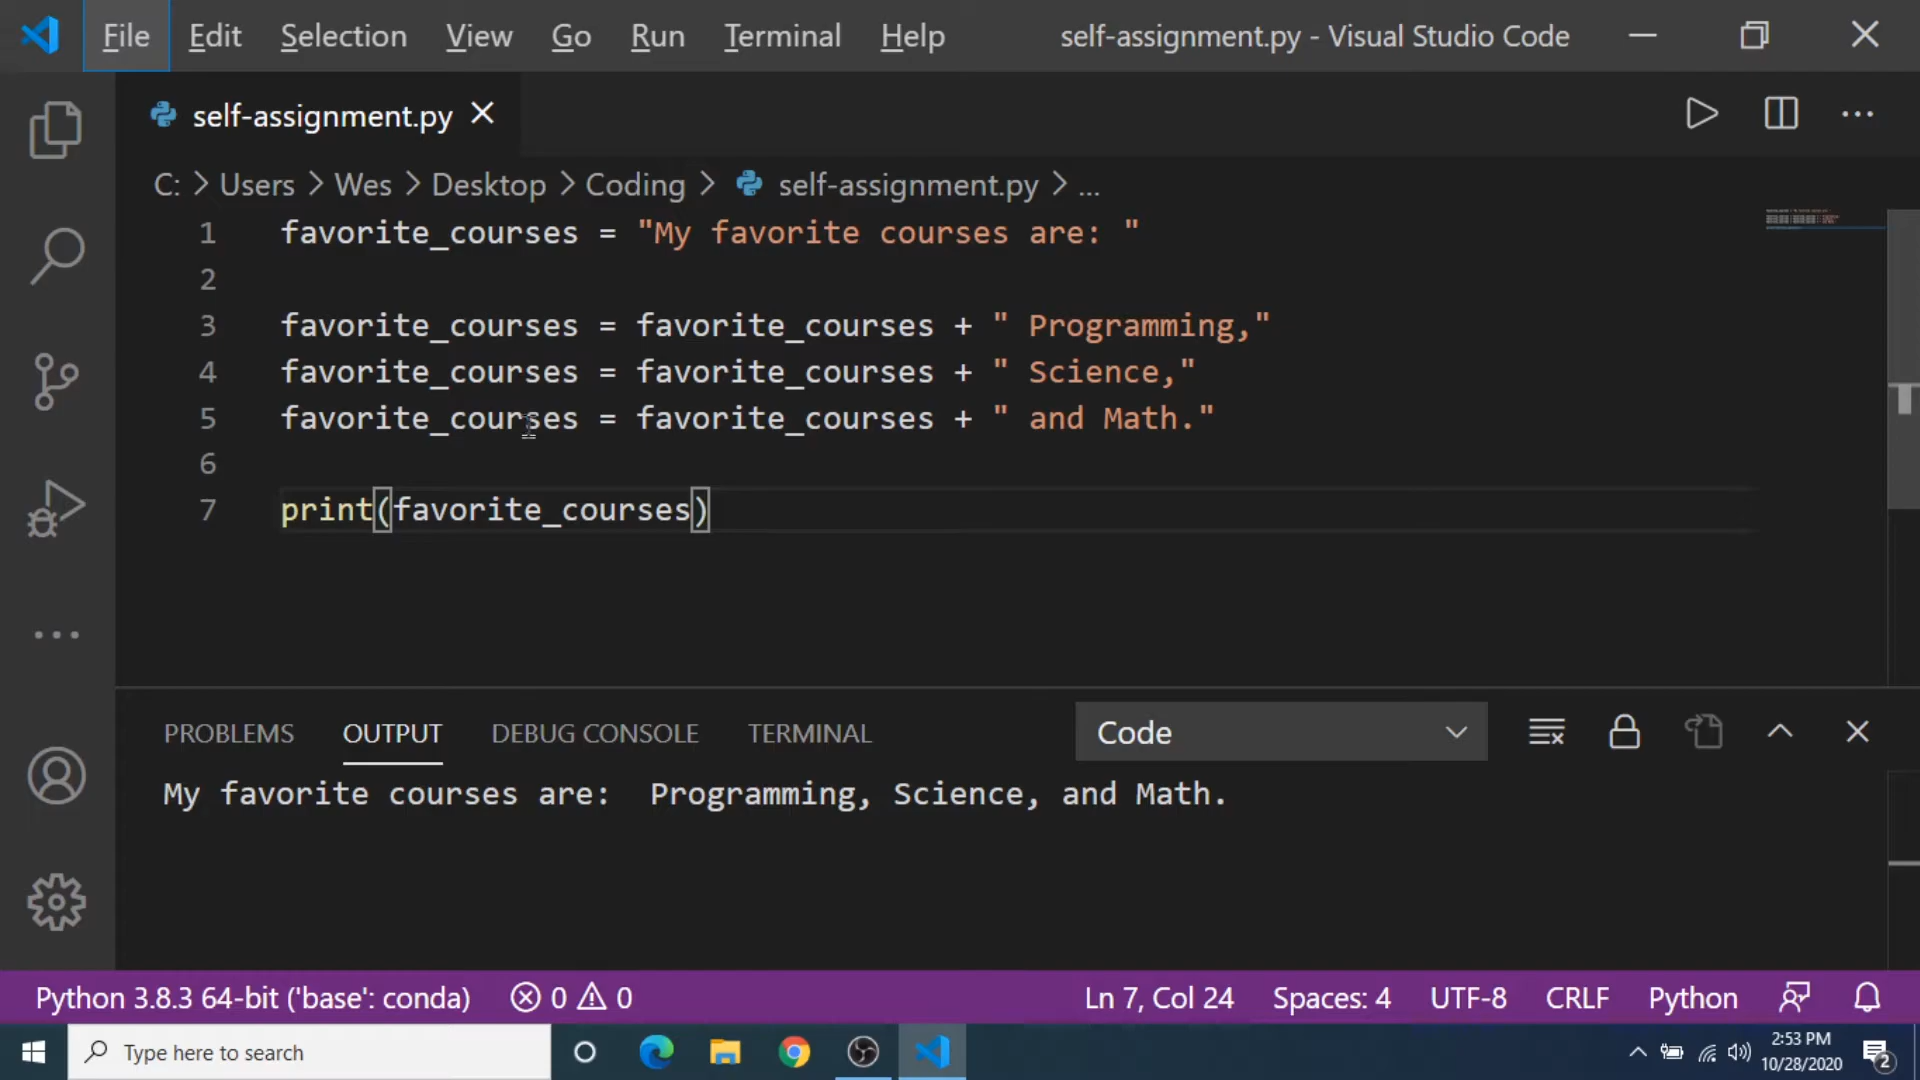 File Edit Selection View Go Run Terminal Help self-assignment.py - Visual Studio Code
self-assignment.py
C: > Users > Wes > Desktop > Coding > self-assignment.py > ...
1 favorite_courses = "My favorite courses are: "
2
3 favorite_courses = favorite_courses + " Programming,"
4 favorite_courses = favorite_courses + " Science,"
5 favorite_courses = favorite_courses + " and Math."
6
7 print(favorite_courses)
PROBLEMS OUTPUT DEBUG CONSOLE TERMINAL Code
My favorite courses are:  Programming, Science, and Math.
Python 3.8.3 64-bit ('base': conda) 0 0 Ln 7, Col 24 Spaces: 4 UTF-8 CRLF Python
Type here to search
2:53 PM
10/28/2020
2